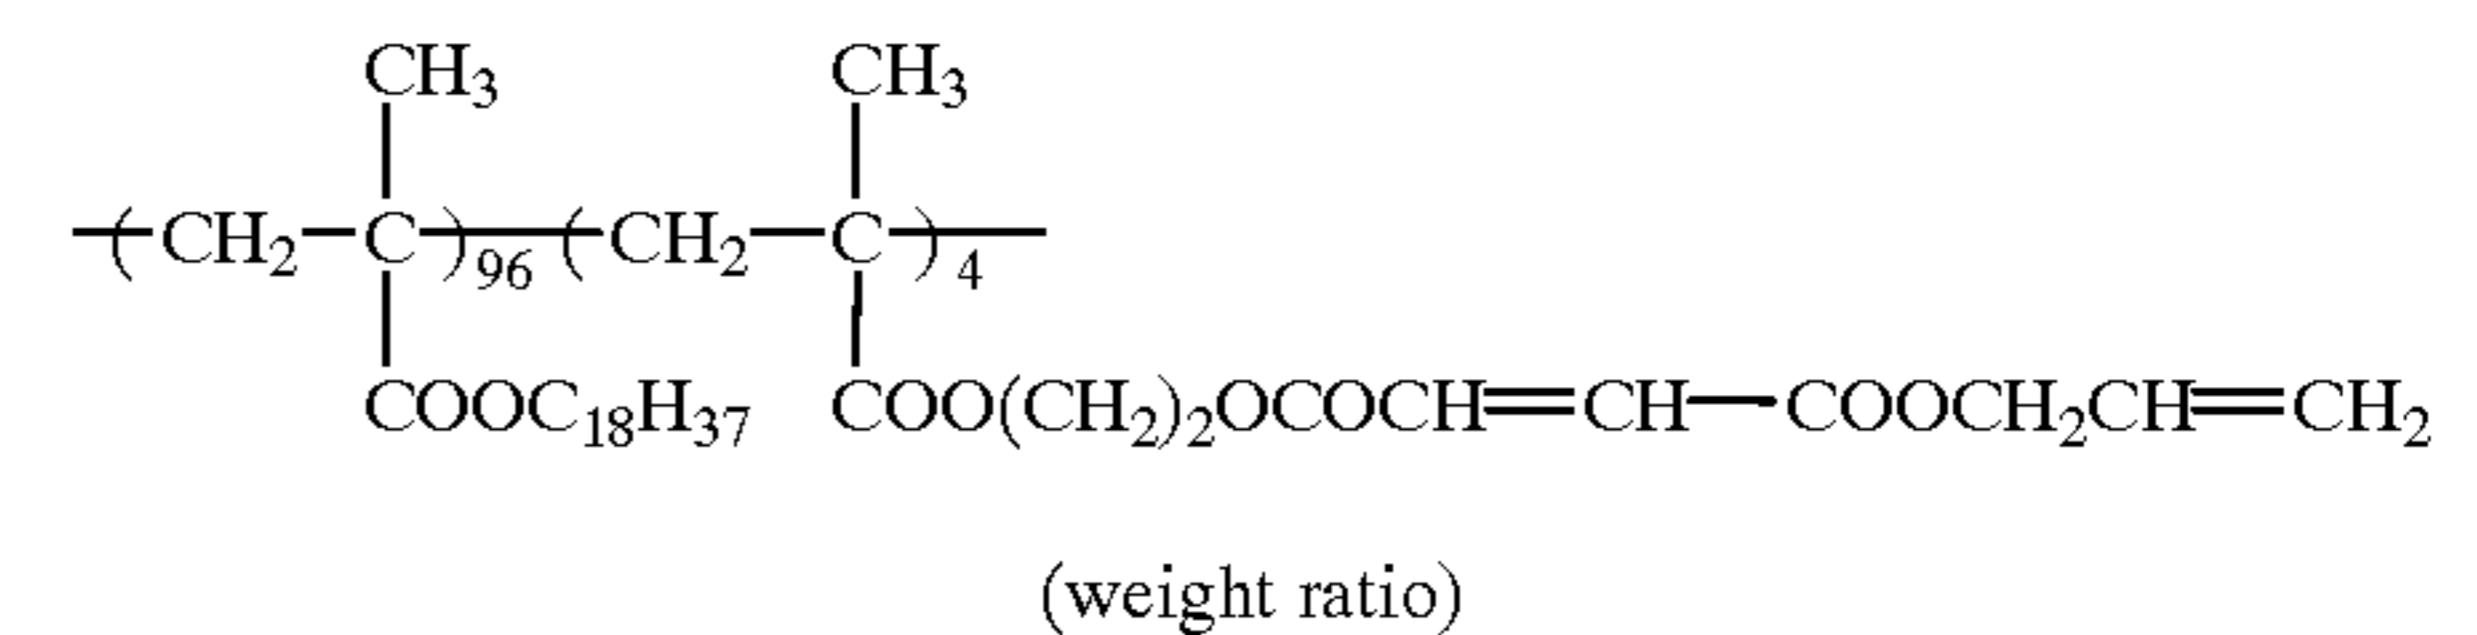 CH3 CH3
—( CH2—C )96—( CH2—C )4—
COOC18H37 COO(CH2)2OCOCH=CH—COOCH2CH=CH2
(weight ratio)